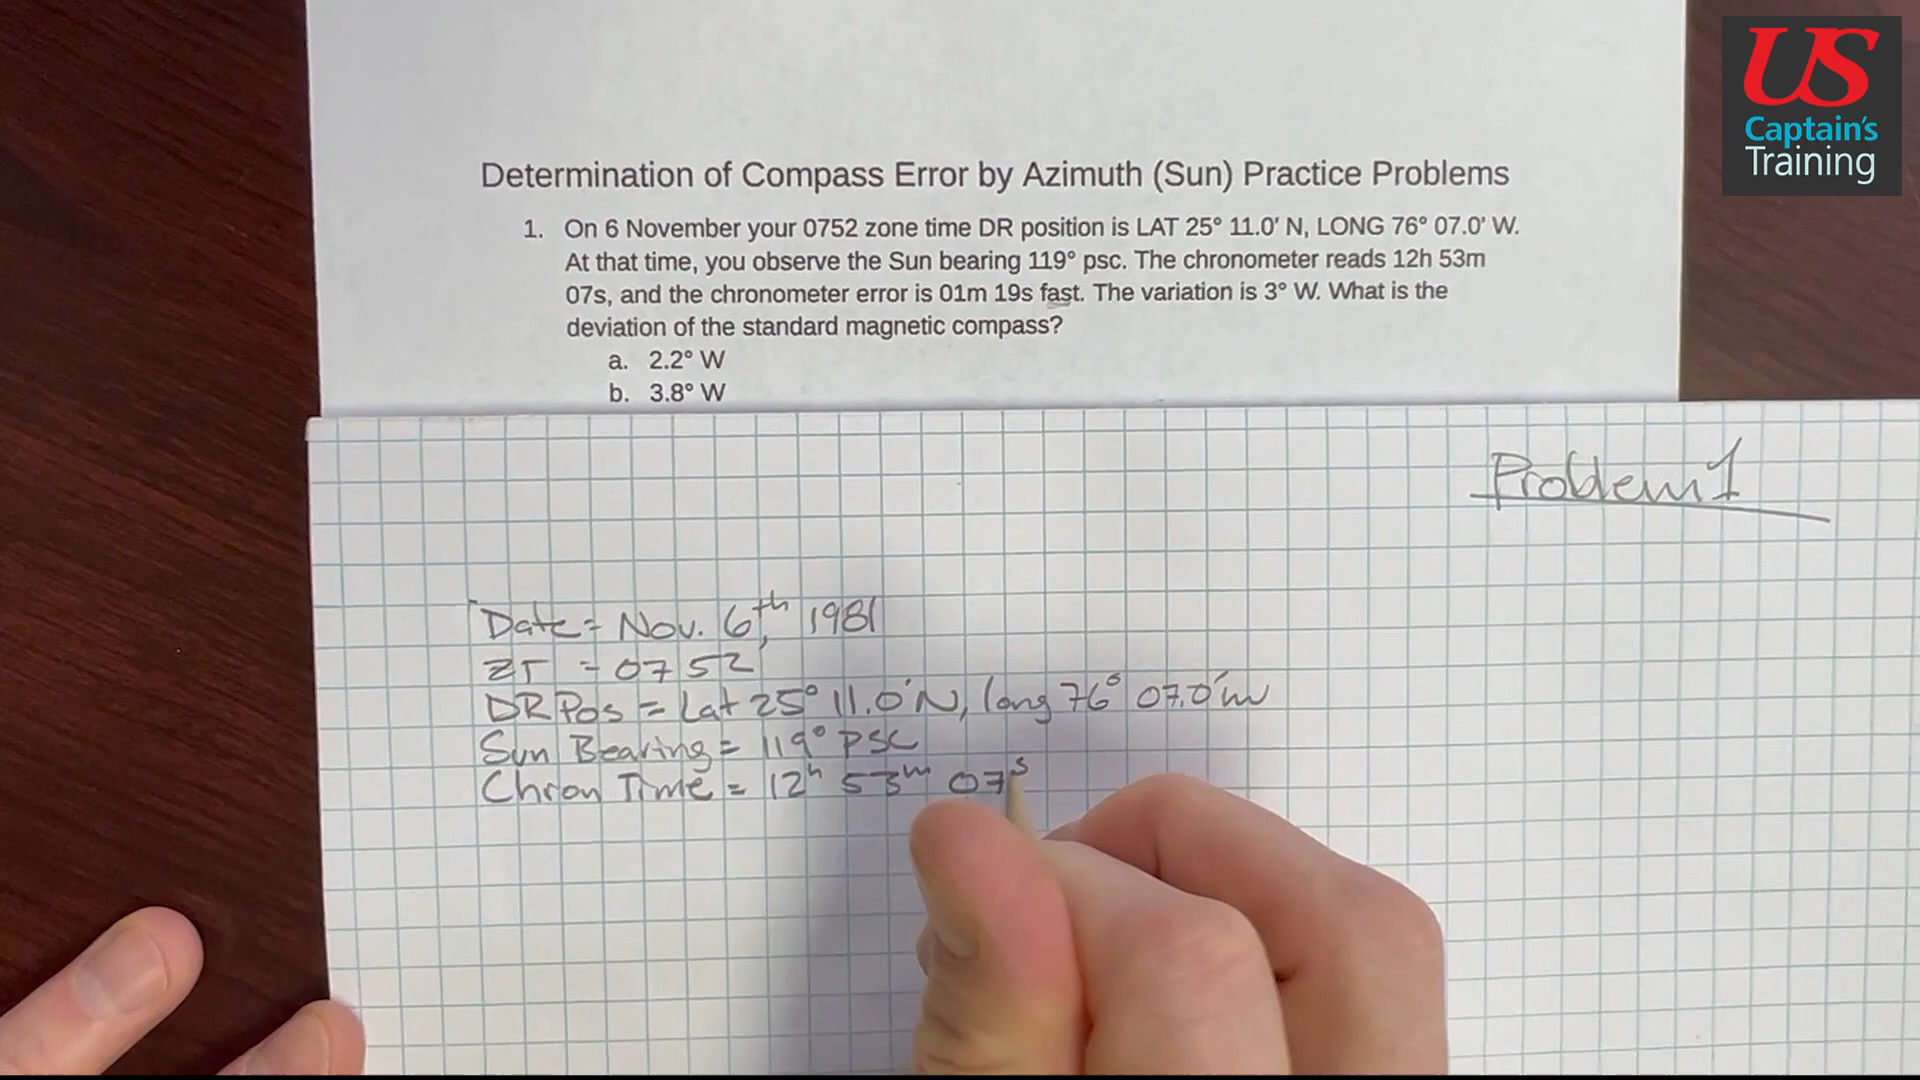 US
Captain's
Training
Determination of Compass Error by Azimuth (Sun) Practice Problems
1. On 6 November your 0752 zone time DR position is LAT 25° 11.0' N, LONG 76° 07.0' W.
At that time, you observe the Sun bearing 119° psc. The chronometer reads 12h 53m
07s, and the chronometer error is 01m 19s fast. The variation is 3° W. What is the
deviation of the standard magnetic compass?
a. 2.2° W
b. 3.8° W
Problem 1
Date = Nov. 6th, 1981
ZT = 0752
DR Pos = Lat 25° 11.0' N, long 76° 07.0' W
Sun Bearing = 119° psc
Chron Time = 12h 53m 07s